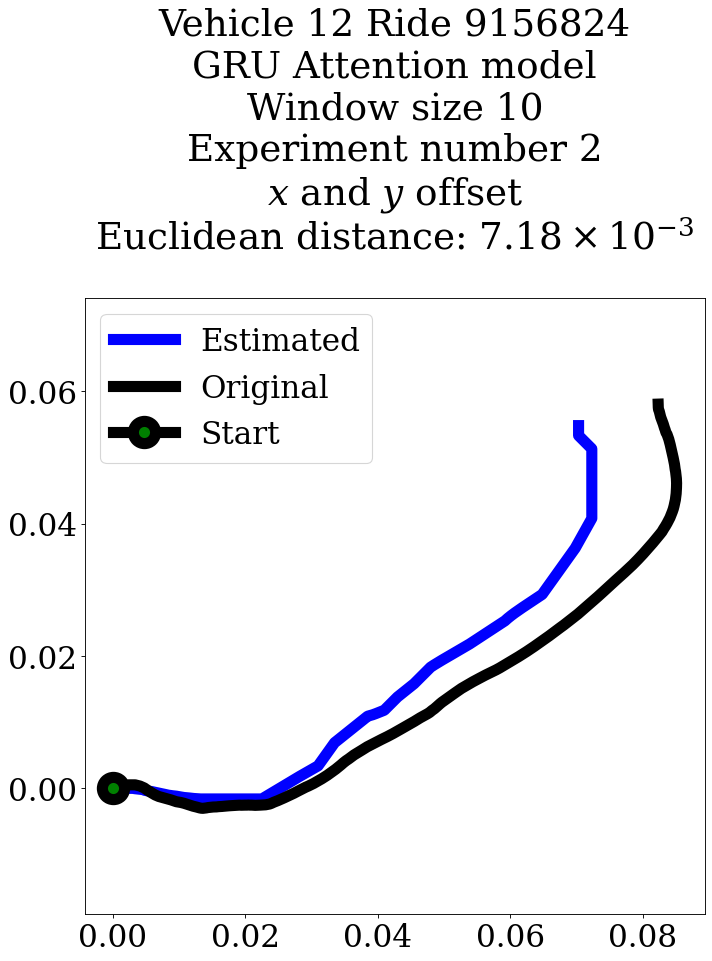 Vehicle 12 Ride 9156824
GRU Attention model
Window size 10
Experiment number 2
x and y offset
Euclidean distance: 7.18 × 10⁻³
Estimated
Original
Start
0.06
0.04
0.02
0.00
0.00 0.02 0.04 0.06 0.08